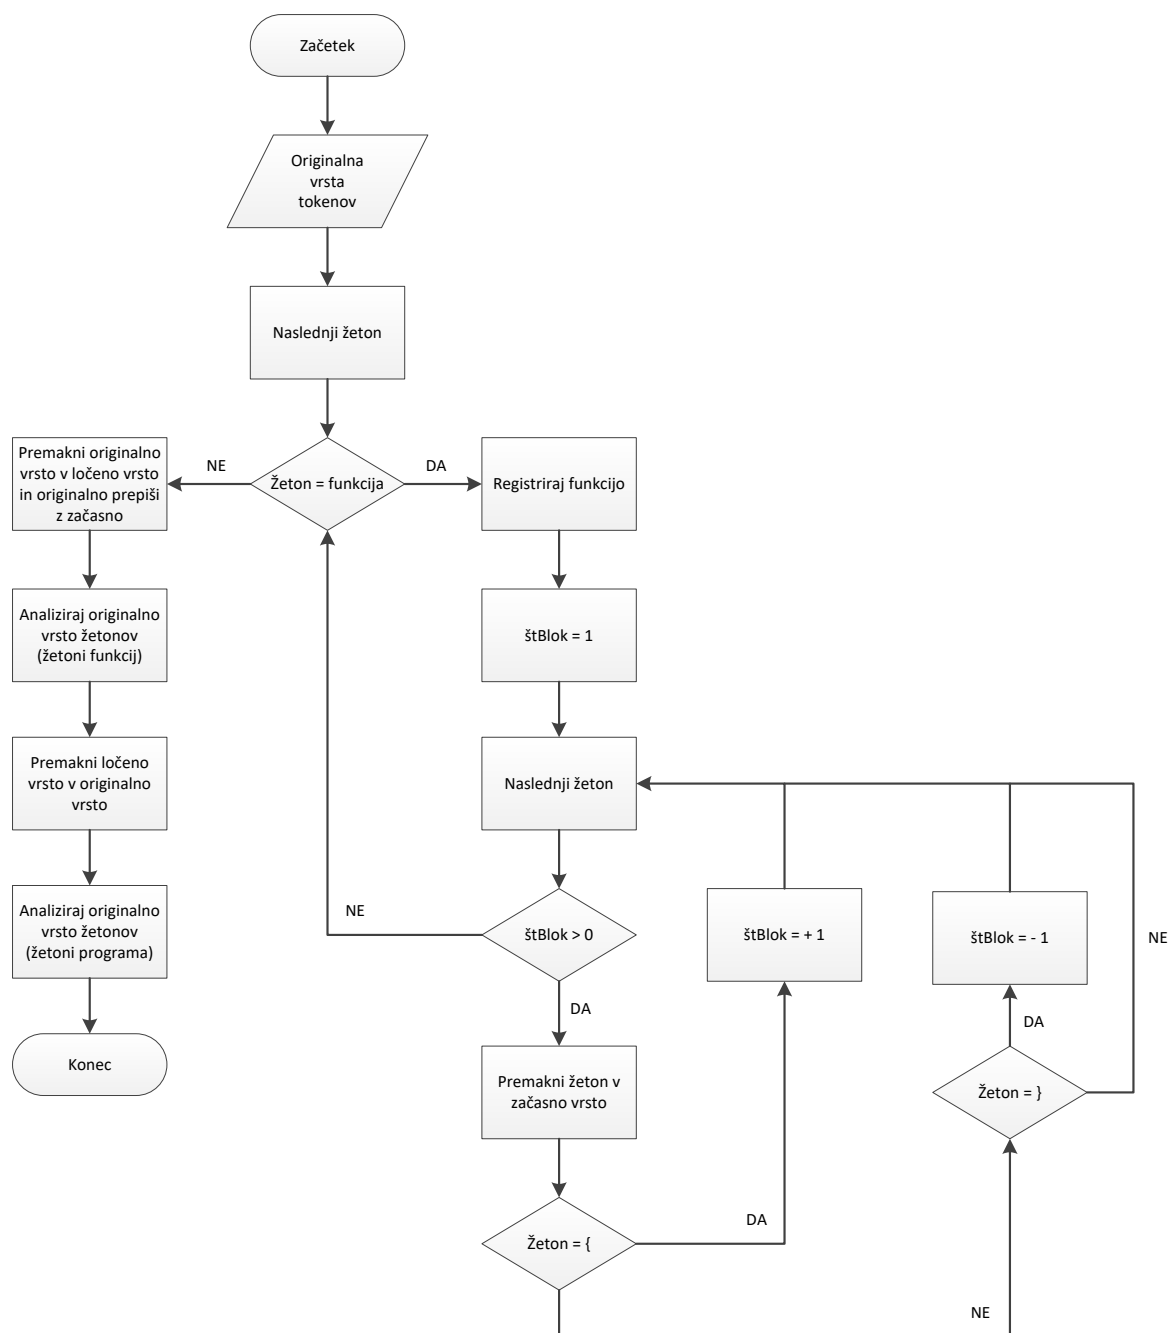 Začetek
Originalna
vrsta
tokenov
Naslednji žeton
Žeton = funkcija
NE
DA
Premakni originalno
vrsto v ločeno vrsto
in originalno prepiši
z začasno
Analiziraj originalno
vrsto žetonov
(žetoni funkcij)
Premakni ločeno
vrsto v originalno
vrsto
Analiziraj originalno
vrsto žetonov
(žetoni programa)
Konec
Registriraj funkcijo
štBlok = 1
Naslednji žeton
štBlok > 0
NE
DA
Premakni žeton v
začasno vrsto
Žeton = {
DA
štBlok = + 1
NE
Žeton = }
DA
štBlok = - 1
NE